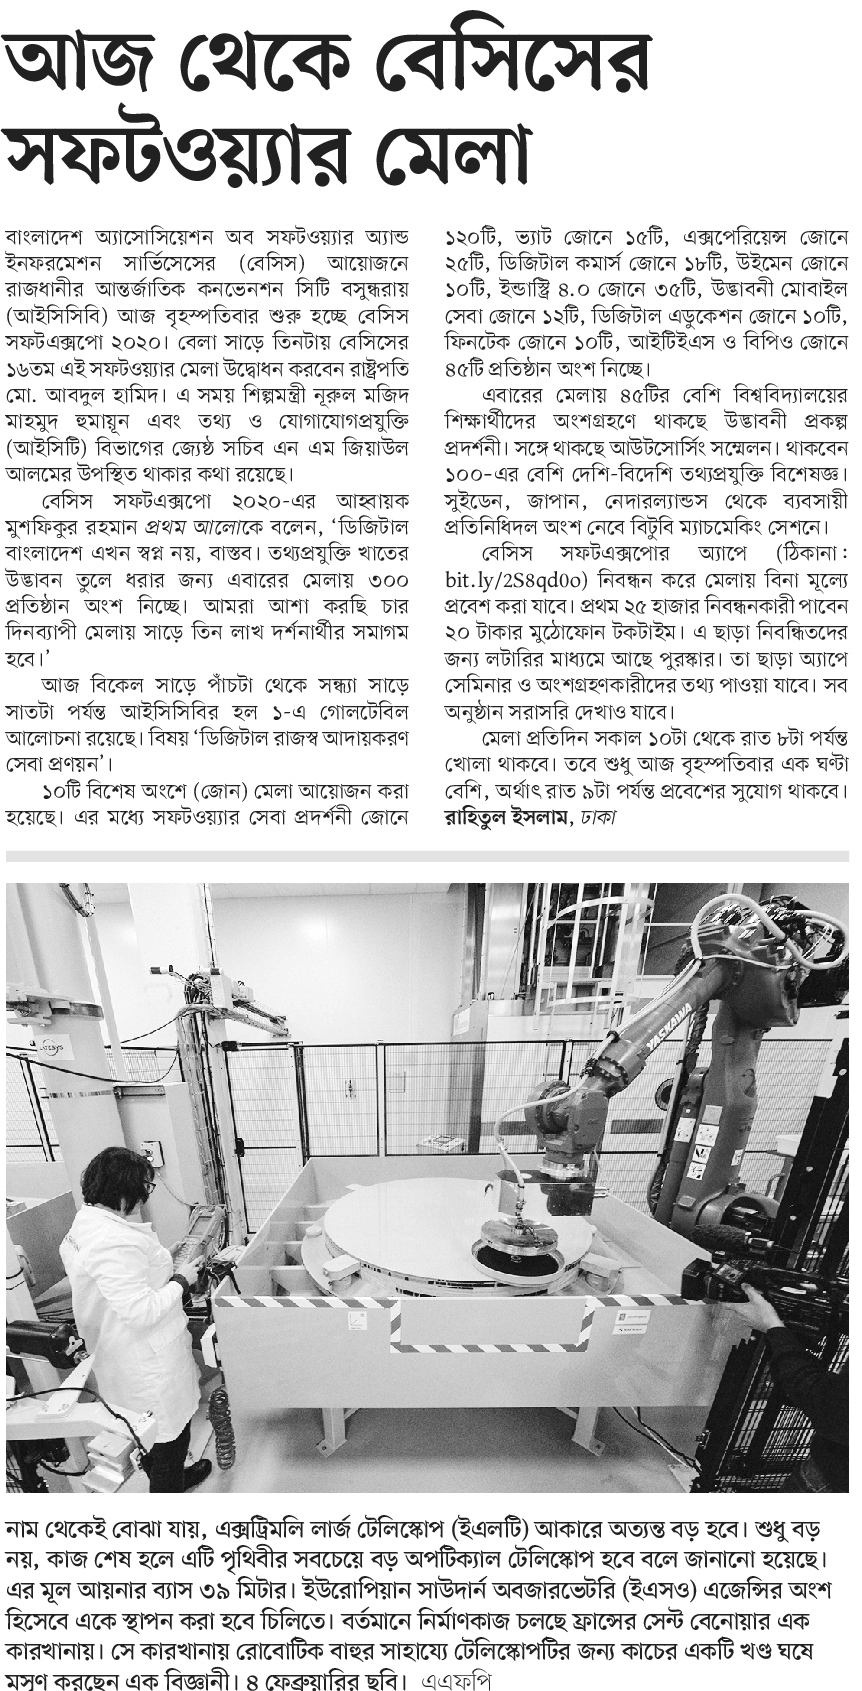 আজ থেকে বেসিসের
সফটওয়্যার মেলা
বাংলাদেশ অ্যাসোসিয়েশন অব সফটওয়্যার অ্যান্ড
ইনফরমেশন সার্ভিসেসের (বেসিস) আয়োজনে
রাজধানীর আন্তর্জাতিক কনভেনশন সিটি বসুন্ধরায়
(আইসিসিবি) আজ বৃহস্পতিবার শুরু হচ্ছে বেসিস
সফটএক্সপো ২০২০। বেলা সাড়ে তিনটায় বেসিসের
১৬তম এই সফটওয়্যার মেলা উদ্বোধন করবেন রাষ্ট্রপতি
মো. আবদুল হামিদ। এ সময় শিল্পমন্ত্রী নূরুল মজিদ
মাহমুদ হুমায়ূন এবং তথ্য ও যোগাযোগপ্রযুক্তি
(আইসিটি) বিভাগের জ্যেষ্ঠ সচিব এন এম জিয়াউল
আলমের উপস্থিত থাকার কথা রয়েছে।
বেসিস সফটএক্সপো ২০২০-এর আহ্বায়ক
মুশফিকুর রহমান প্রথম আলোকে বলেন, ‘ডিজিটাল
বাংলাদেশ এখন স্বপ্ন নয়, বাস্তব। তথ্যপ্রযুক্তি খাতের
উদ্ভাবন তুলে ধরার জন্য এবারের মেলায় ৩০০
প্রতিষ্ঠান অংশ নিচ্ছে। আমরা আশা করছি চার
দিনব্যাপী মেলায় সাড়ে তিন লাখ দর্শনার্থীর সমাগম
হবে।’
আজ বিকেল সাড়ে পাঁচটা থেকে সন্ধ্যা সাড়ে
সাতটা পর্যন্ত আইসিসিবির হল ১-এ গোলটেবিল
আলোচনা রয়েছে। বিষয় ‘ডিজিটাল রাজস্ব আদায়করণ
সেবা প্রণয়ন’।
১০টি বিশেষ অংশে (জোন) মেলা আয়োজন করা
হয়েছে। এর মধ্যে সফটওয়্যার সেবা প্রদর্শনী জোনে
১২০টি, ভ্যাট জোনে ১৫টি, এক্সপেরিয়েন্স জোনে
২৫টি, ডিজিটাল কমার্স জোনে ১৮টি, উইমেন জোনে
১০টি, ইন্ডাস্ট্রি ৪.০ জোনে ৩৫টি, উদ্ভাবনী মোবাইল
সেবা জোনে ১২টি, ডিজিটাল এডুকেশন জোনে ১০টি,
ফিনটেক জোনে ১০টি, আইটিইএস ও বিপিও জোনে
৪৫টি প্রতিষ্ঠান অংশ নিচ্ছে।
এবারের মেলায় ৪৫টির বেশি বিশ্ববিদ্যালয়ের
শিক্ষার্থীদের অংশগ্রহণে থাকছে উদ্ভাবনী প্রকল্প
প্রদর্শনী। সঙ্গে থাকছে আউটসোর্সিং সম্মেলন। থাকবেন
১০০-এর বেশি দেশি-বিদেশি তথ্যপ্রযুক্তি বিশেষজ্ঞ।
সুইডেন, জাপান, নেদারল্যান্ডস থেকে ব্যবসায়ী
প্রতিনিধিদল অংশ নেবে বিটুবি ম্যাচমেকিং সেশনে।
বেসিস সফটএক্সপোর অ্যাপে (ঠিকানা:
bit.ly/2S8qd0o) নিবন্ধন করে মেলায় বিনা মূল্যে
প্রবেশ করা যাবে। প্রথম ২৫ হাজার নিবন্ধনকারী পাবেন
২০ টাকার মুঠোফোন টকটাইম। এ ছাড়া নিবন্ধিতদের
জন্য লটারির মাধ্যমে আছে পুরস্কার। তা ছাড়া অ্যাপে
সেমিনার ও অংশগ্রহণকারীদের তথ্য পাওয়া যাবে। সব
অনুষ্ঠান সরাসরি দেখাও যাবে।
মেলা প্রতিদিন সকাল ১০টা থেকে রাত ৮টা পর্যন্ত
খোলা থাকবে। তবে শুধু আজ বৃহস্পতিবার এক ঘণ্টা
বেশি, অর্থাৎ রাত ৯টা পর্যন্ত প্রবেশের সুযোগ থাকবে।
রাহিতুল ইসলাম, ঢাকা
YASKAWA
নাম থেকেই বোঝা যায়, এক্সট্রিমলি লার্জ টেলিস্কোপ (ইএলটি) আকারে অত্যন্ত বড় হবে। শুধু বড়
নয়, কাজ শেষ হলে এটি পৃথিবীর সবচেয়ে বড় অপটিক্যাল টেলিস্কোপ হবে বলে জানানো হয়েছে।
এর মূল আয়নার ব্যাস ৩৯ মিটার। ইউরোপিয়ান সাউদার্ন অবজারভেটরি (ইএসও) এজেন্সির অংশ
হিসেবে একে স্থাপন করা হবে চিলিতে। বর্তমানে নির্মাণকাজ চলছে ফ্রান্সের সেন্ট বেনোয়ার এক
কারখানায়। সে কারখানায় রোবোটিক বাহুর সাহায্যে টেলিস্কোপটির জন্য কাচের একটি খণ্ড ঘষে
মসৃণ করছেন এক বিজ্ঞানী। ৪ ফেব্রুয়ারির ছবি। এএফপি